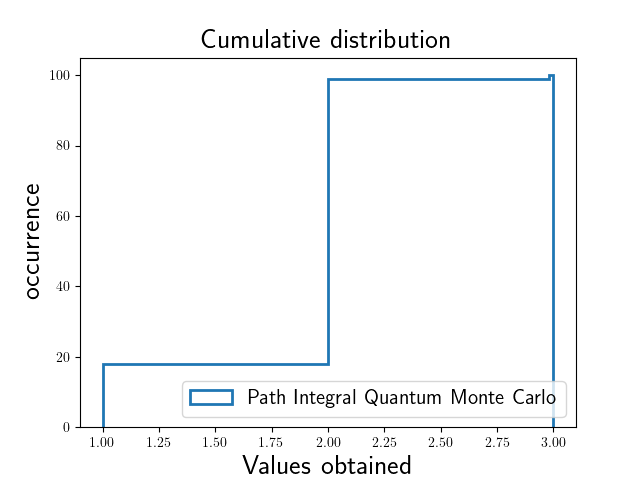 Cumulative distribution
100
80
60
40
20
0
occurrence
Path Integral Quantum Monte Carlo
1.00 1.25 1.50 1.75 2.00 2.25 2.50 2.75 3.00
Values obtained